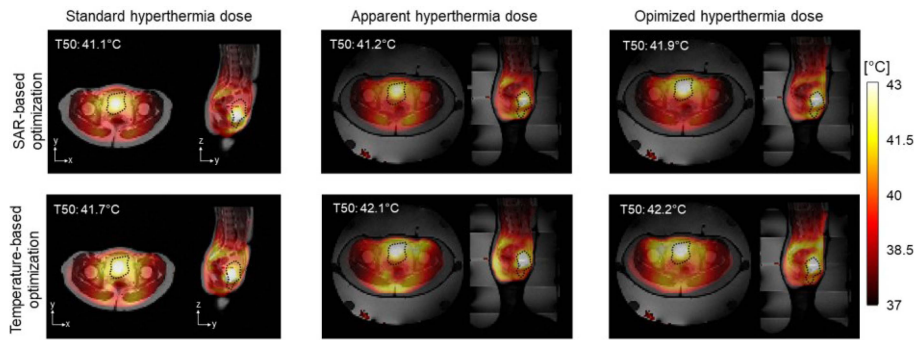 Standard hyperthermia dose
Apparent hyperthermia dose
Opimized hyperthermia dose
SAR-based
optimization
T50: 41.1°C
y
x
z
y
T50: 41.2°C
T50: 41.9°C
[°C]
43
41.5
40
38.5
37
Temperature-based
optimization
T50: 41.7°C
y
x
z
y
T50: 42.1°C
T50: 42.2°C